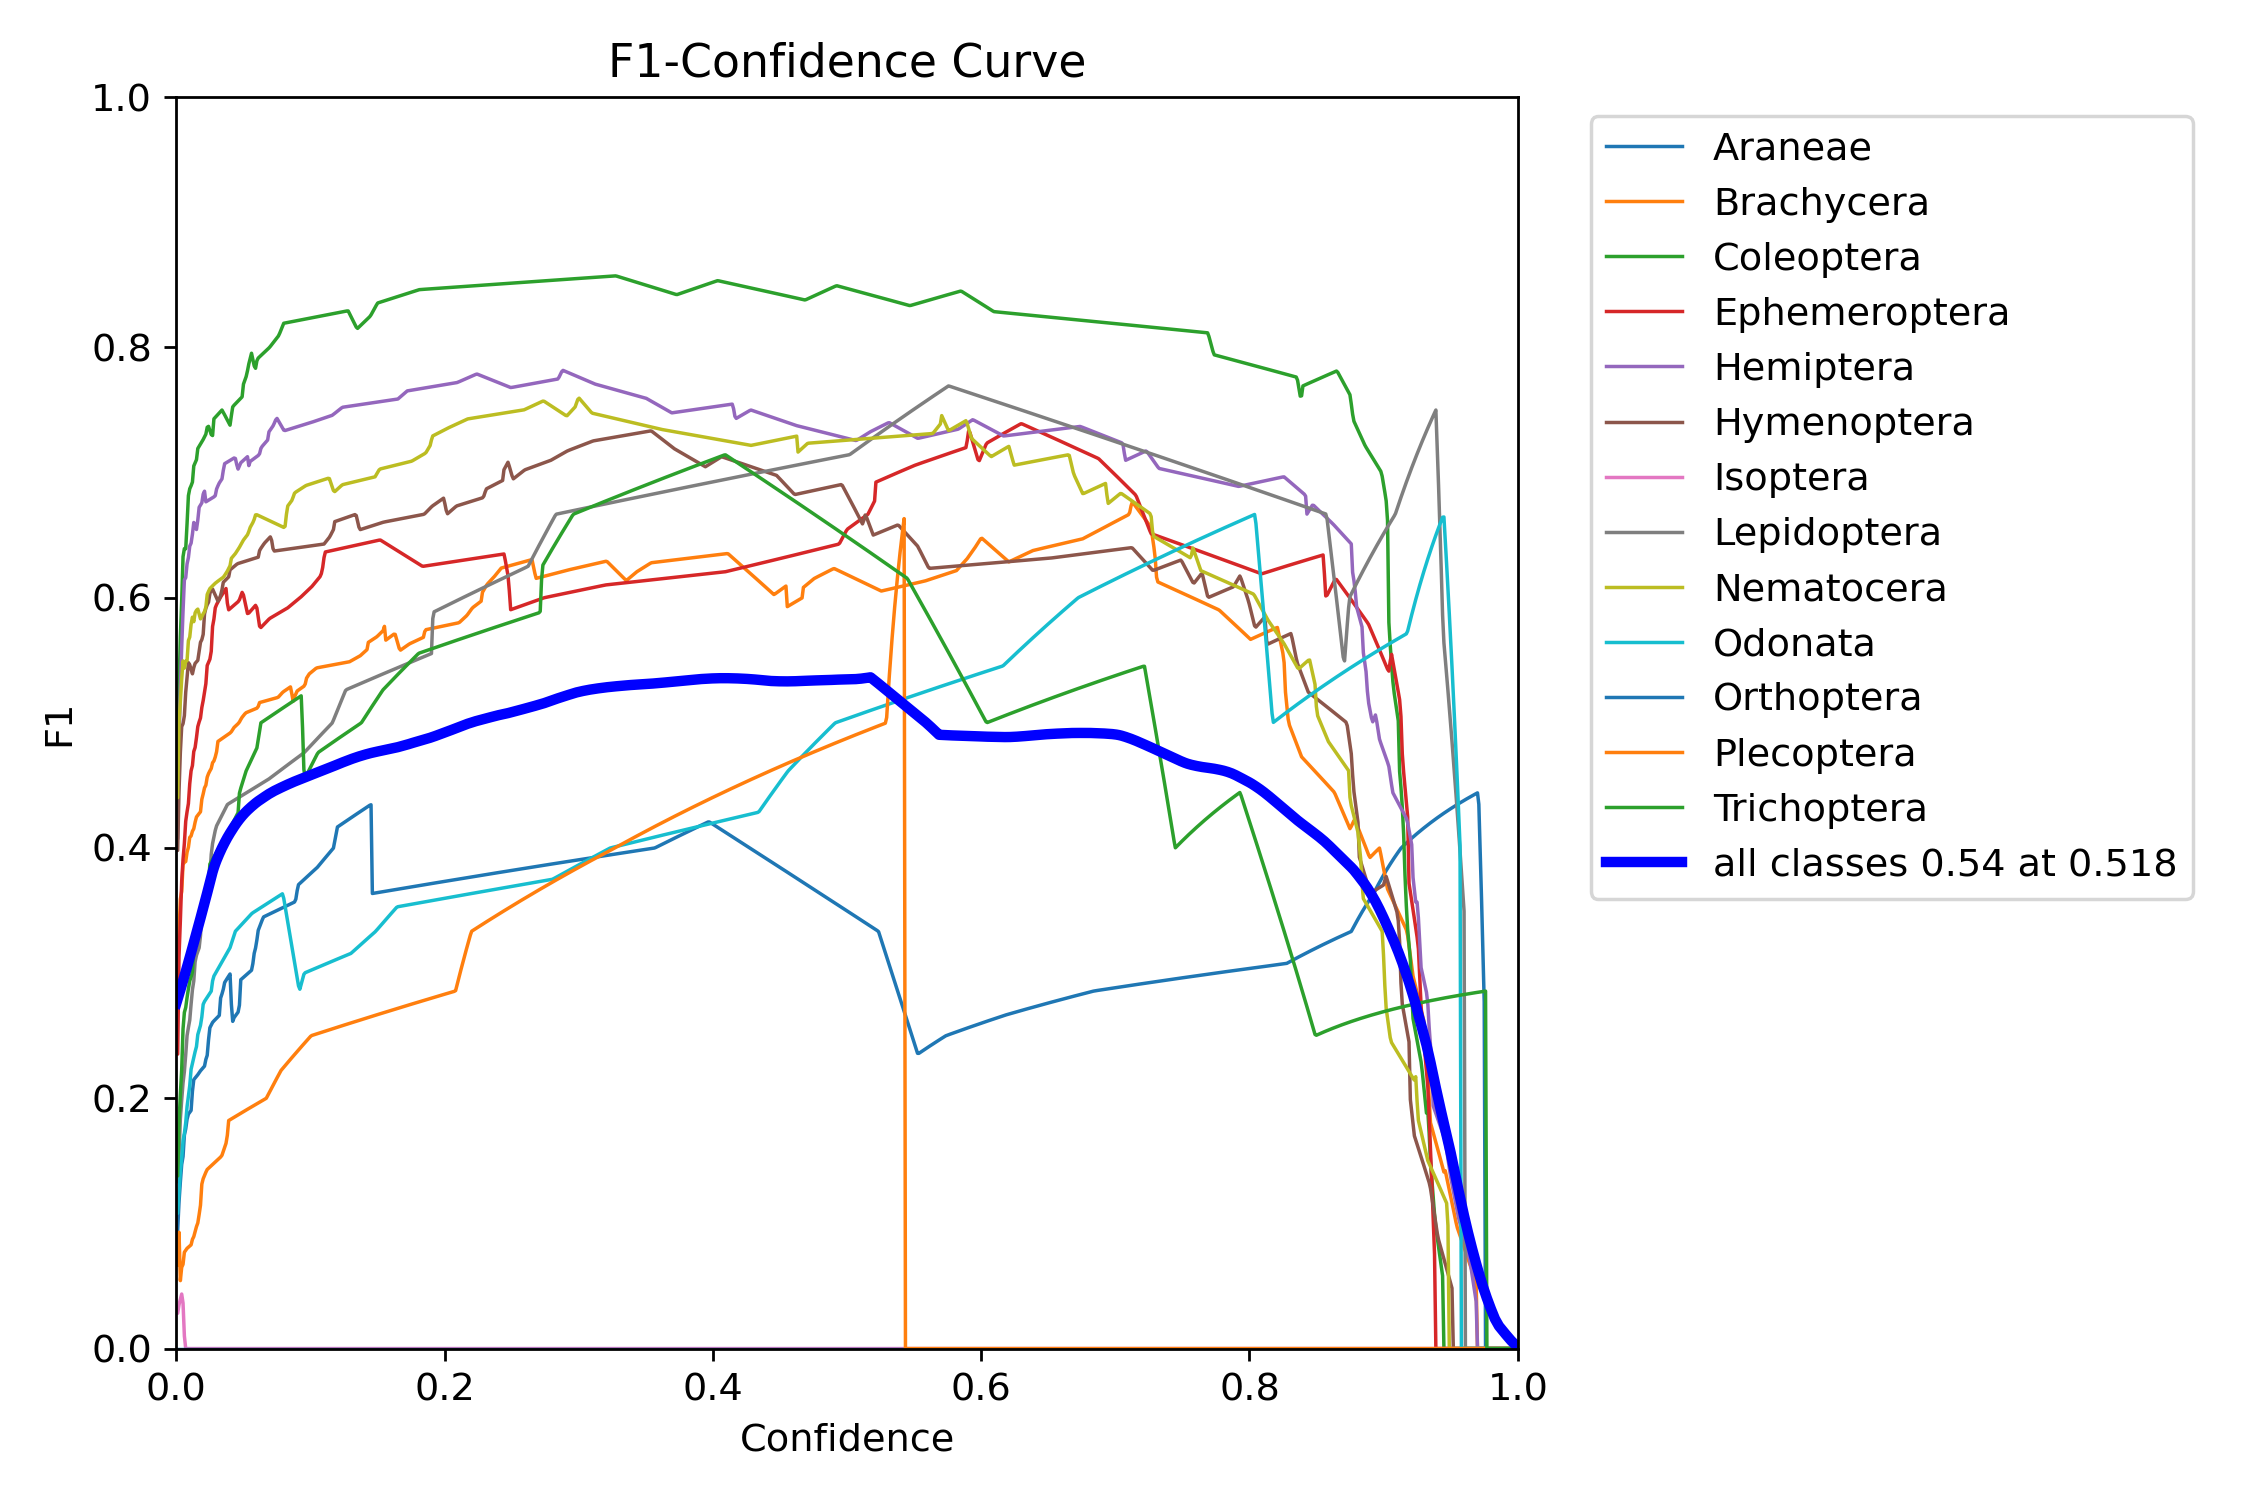 F1-Confidence Curve
1.0
0.8
0.6
0.4
0.2
0.0
F1
0.0 0.2 0.4 0.6 0.8 1.0
Confidence
Araneae
Brachycera
Coleoptera
Ephemeroptera
Hemiptera
Hymenoptera
Isoptera
Lepidoptera
Nematocera
Odonata
Orthoptera
Plecoptera
Trichoptera
all classes 0.54 at 0.518